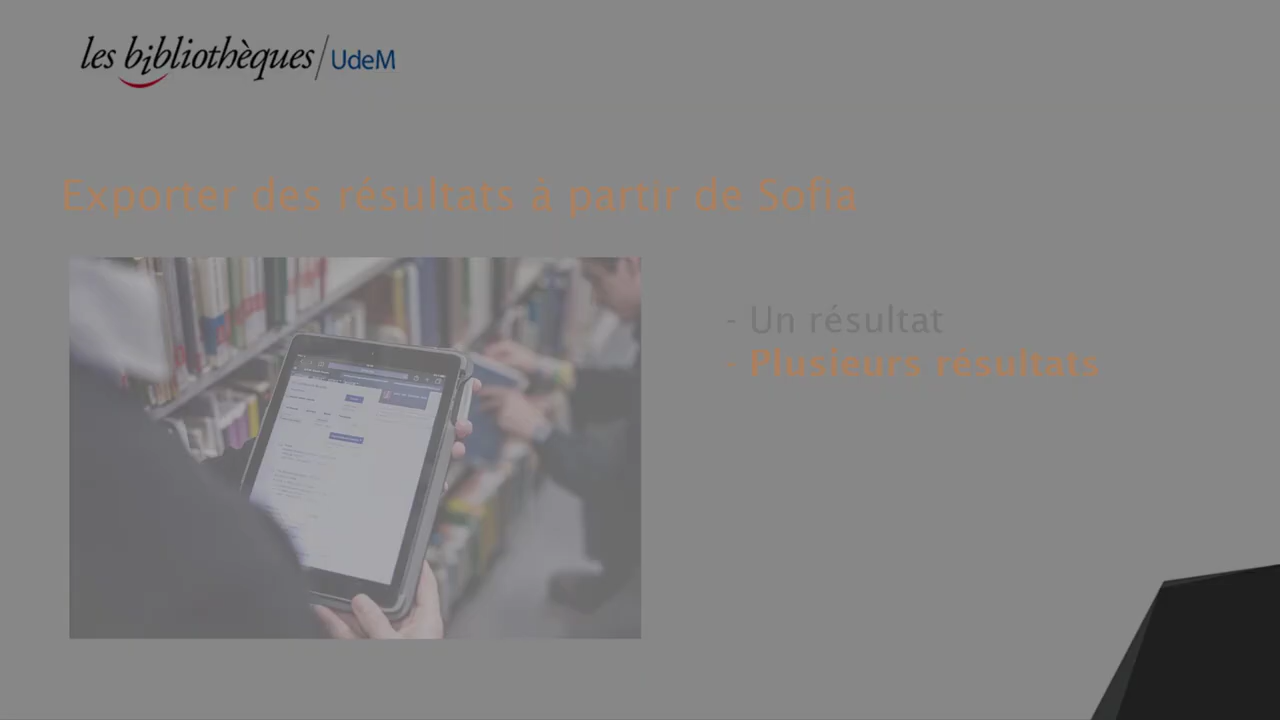 les bibliothèques/UdeM
Exporter des résultats à partir de Sofia
- Un résultat
- Plusieurs résultats